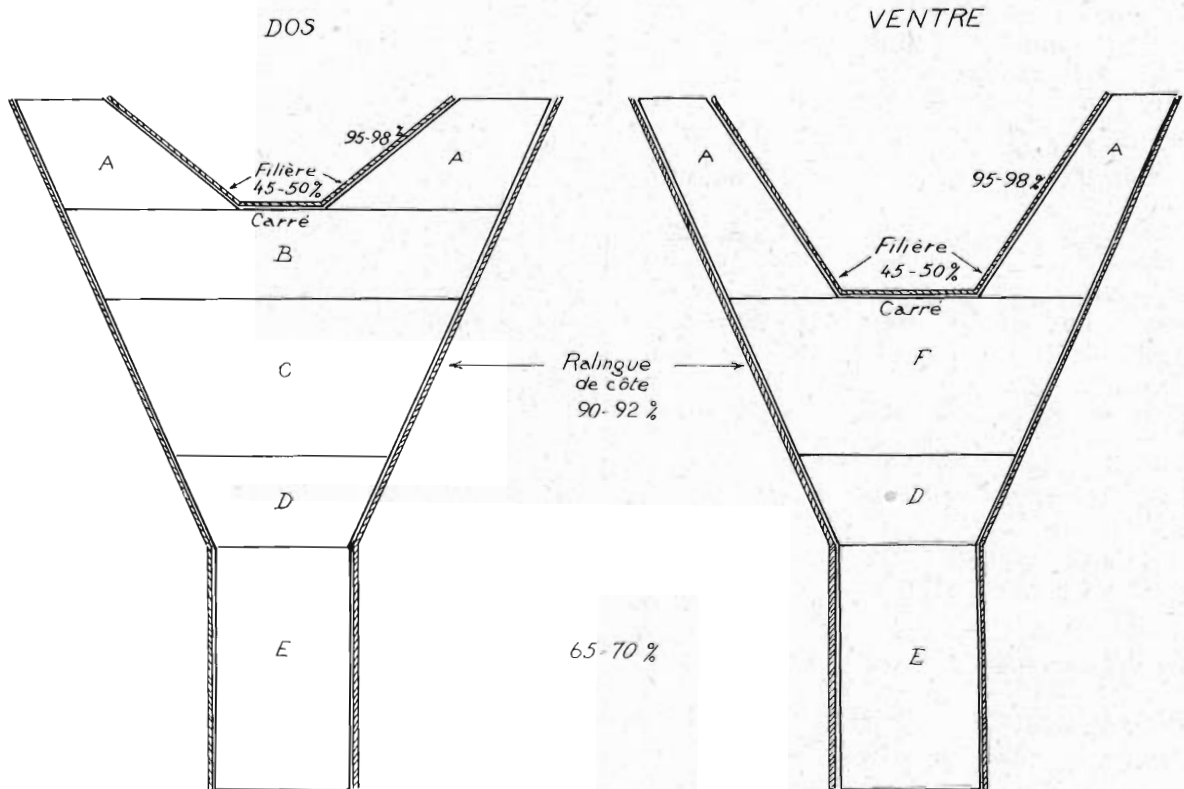 DOS
VENTRE
A
A
95-98 %
Filière
45-50%
Carré
B
C
D
E
Ralingue
de côte
90-92 %
65-70 %
A
A
95-98 %
Filière
45-50%
Carré
F
D
E